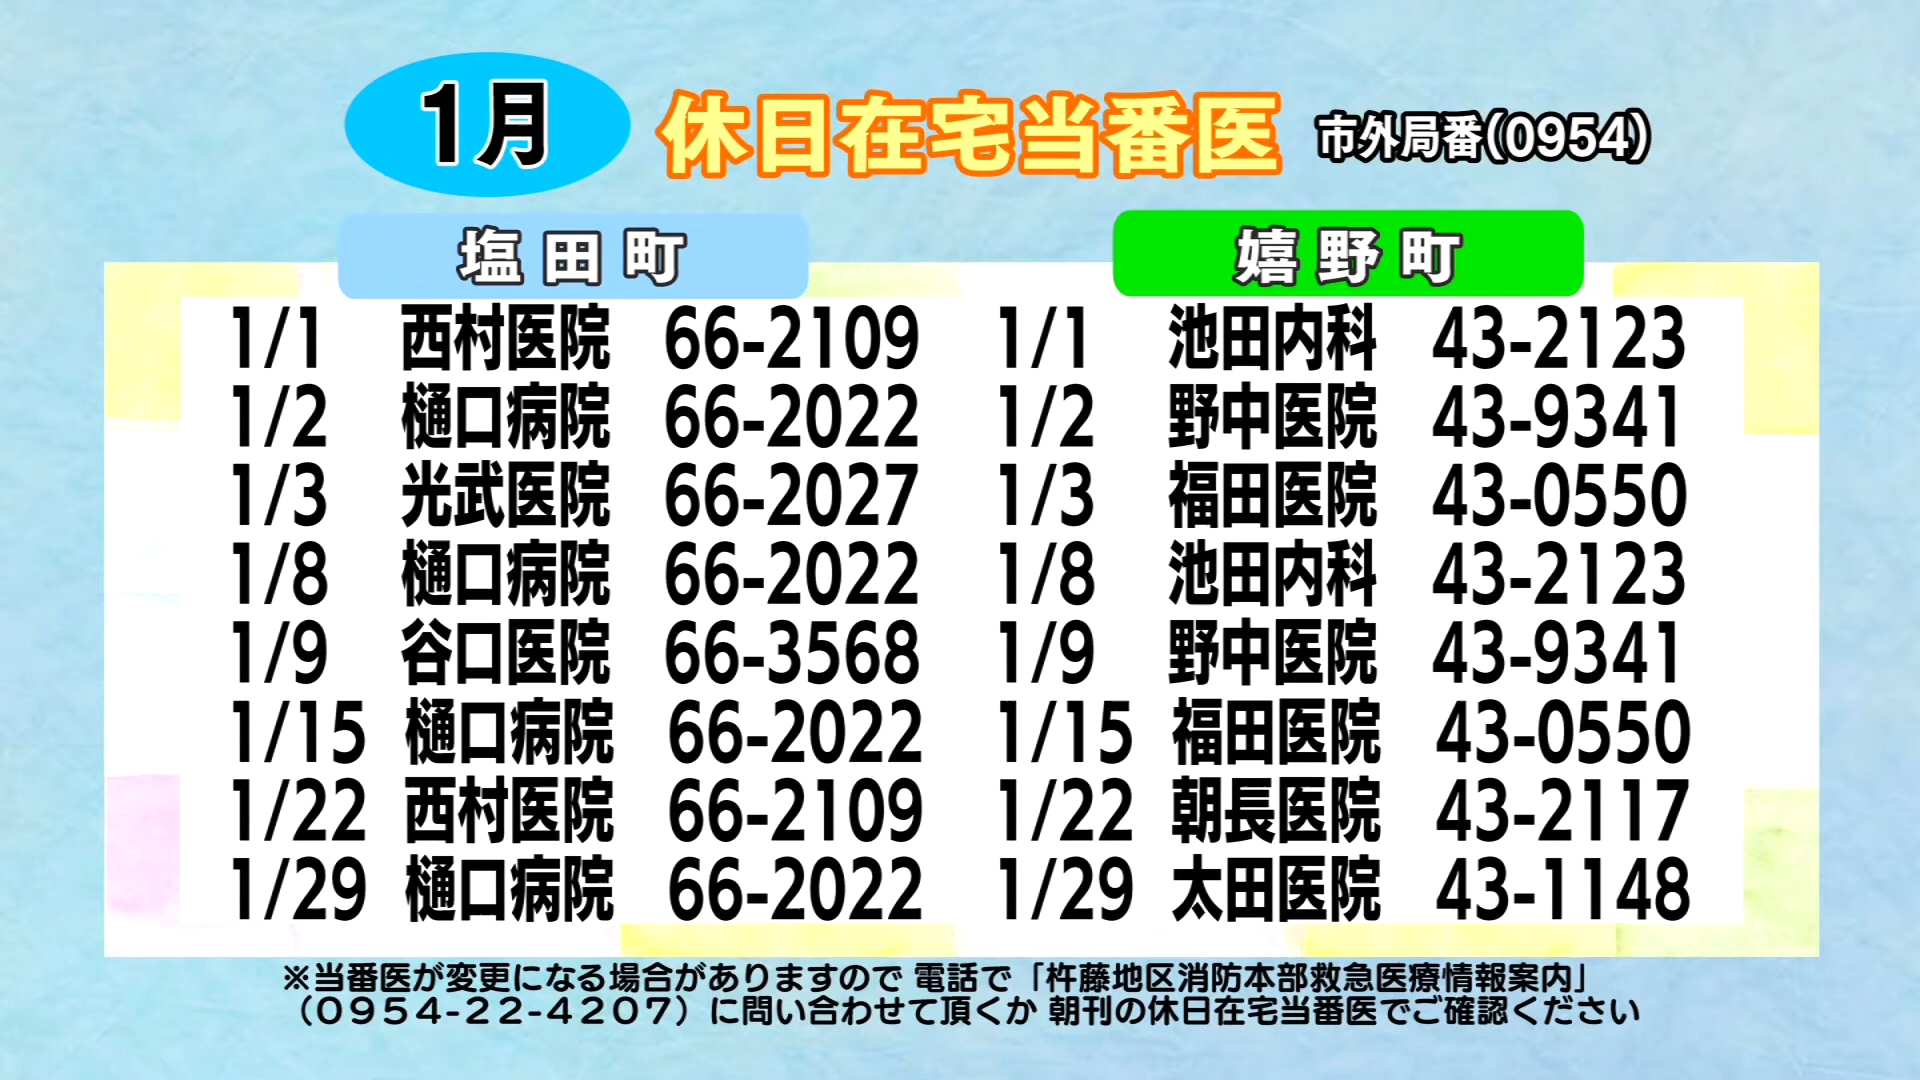 1月 休日在宅当番医 市外局番(0954)
塩田町
1/1 西村医院 66-2109
1/2 樋口病院 66-2022
1/3 光武医院 66-2027
1/8 樋口病院 66-2022
1/9 谷口医院 66-3568
1/15 樋口病院 66-2022
1/22 西村医院 66-2109
1/29 樋口病院 66-2022
嬉野町
1/1 池田内科 43-2123
1/2 野中医院 43-9341
1/3 福田医院 43-0550
1/8 池田内科 43-2123
1/9 野中医院 43-9341
1/15 福田医院 43-0550
1/22 朝長医院 43-2117
1/29 太田医院 43-1148
※当番医が変更になる場合がありますので 電話で「杵藤地区消防本部救急医療情報案内」
（０９５４-２２-４２０７）に問い合わせて頂くか 朝刊の休日在宅当番医でご確認ください